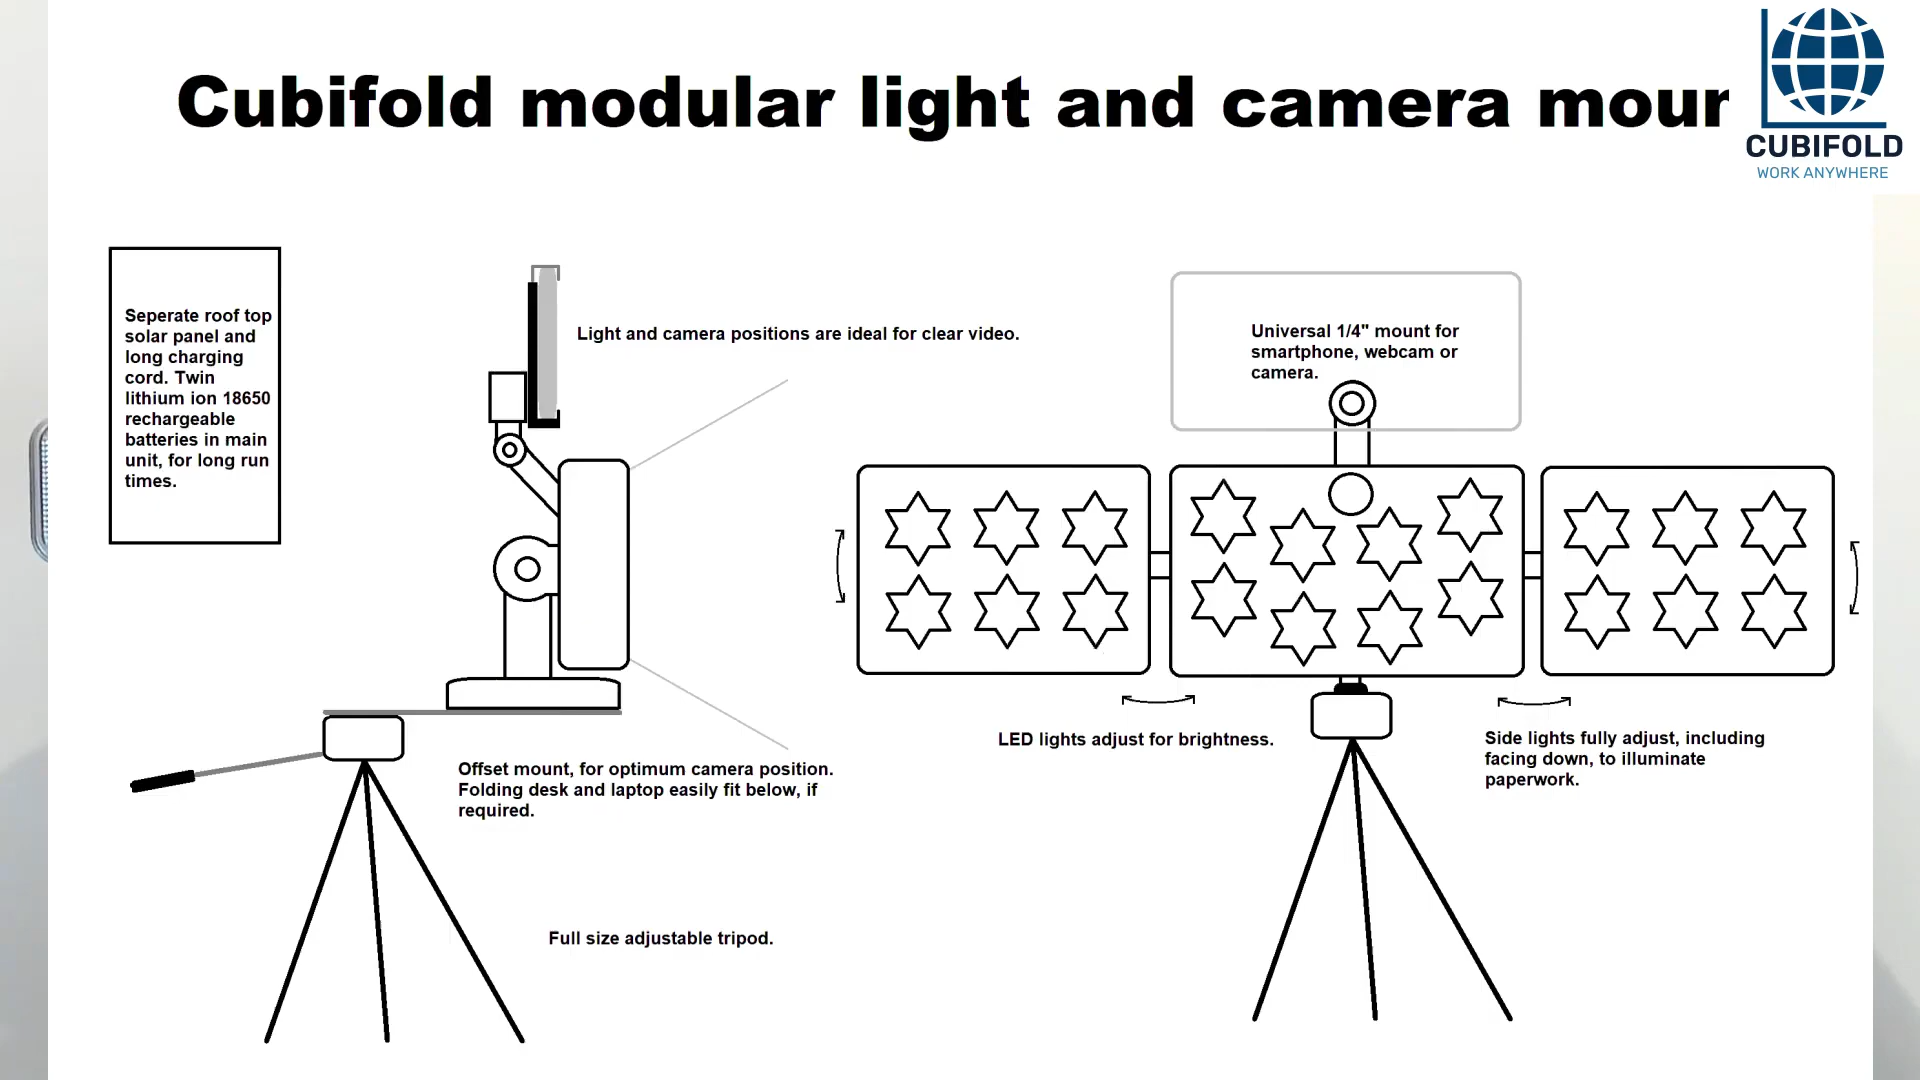 Cubifold modular light and camera moun
CUBIFOLD
WORK ANYWHERE
Seperate roof top
solar panel and
long charging
cord. Twin
lithium ion 18650
rechargeable
batteries in main
unit, for long run
times.
Light and camera positions are ideal for clear video.
Universal 1/4" mount for
smartphone, webcam or
camera.
LED lights adjust for brightness.
Side lights fully adjust, including
facing down, to illuminate
paperwork.
Offset mount, for optimum camera position.
Folding desk and laptop easily fit below, if
required.
Full size adjustable tripod.